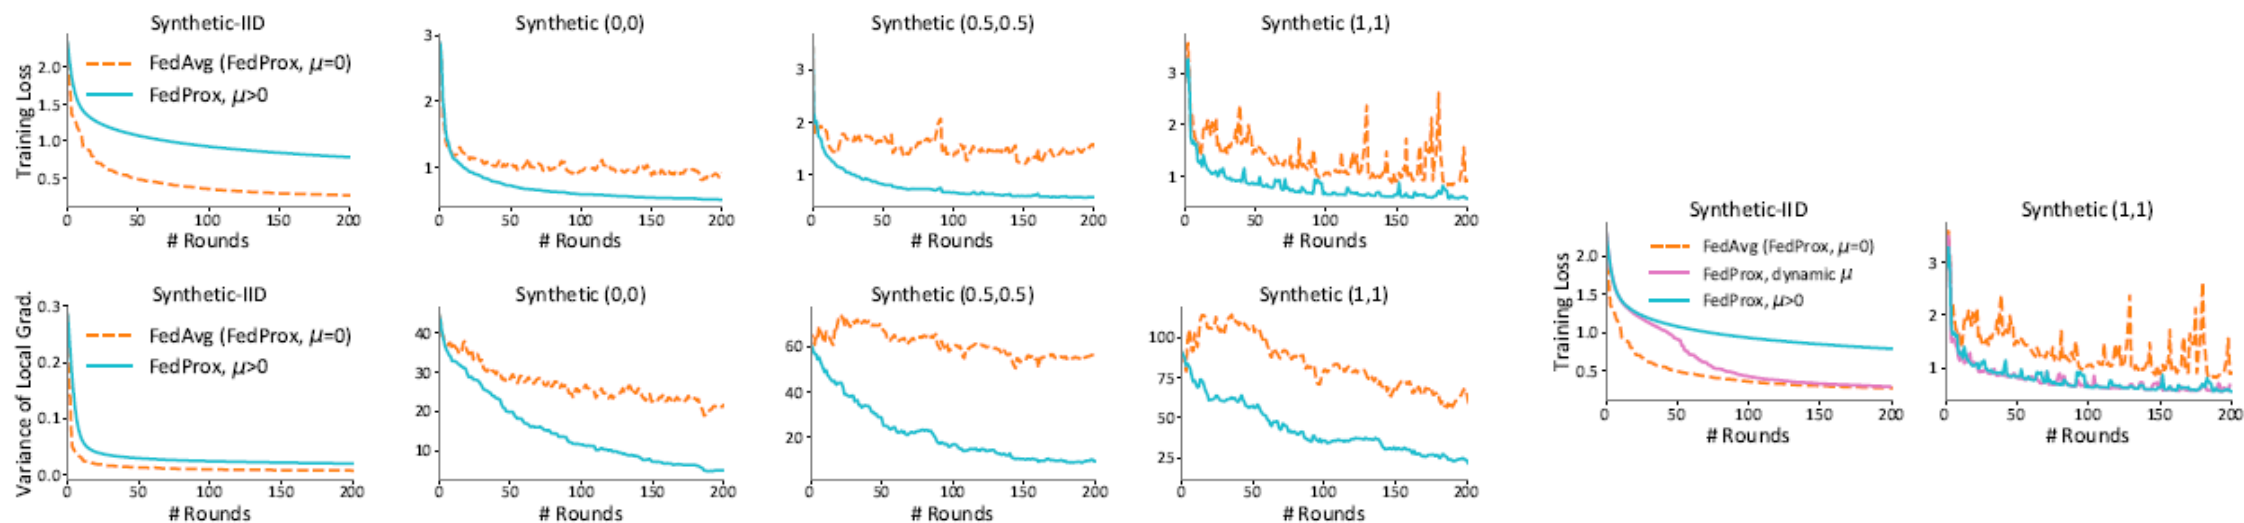 Synthetic-IID
Training Loss
2.0
1.5
1.0
0.5
FedAvg (FedProx, μ=0)
FedProx, μ>0
0 50 100 150 200
# Rounds
Synthetic (0,0)
3
2
1
0 50 100 150 200
# Rounds
Synthetic (0.5,0.5)
3
2
1
0 50 100 150 200
# Rounds
Synthetic (1,1)
3
2
1
0 50 100 150 200
# Rounds
Synthetic-IID
Variance of Local Grad.
0.3
0.2
0.1
0.0
FedAvg (FedProx, μ=0)
FedProx, μ>0
0 50 100 150 200
# Rounds
Synthetic (0,0)
40
30
20
10
0 50 100 150 200
# Rounds
Synthetic (0.5,0.5)
60
40
20
0 50 100 150 200
# Rounds
Synthetic (1,1)
100
75
50
25
0 50 100 150 200
# Rounds
Synthetic-IID
Training Loss
2.0
1.5
1.0
0.5
FedAvg (FedProx, μ=0)
FedProx, dynamic μ
FedProx, μ>0
0 50 100 150 200
# Rounds
Synthetic (1,1)
3
2
1
0 50 100 150 200
# Rounds